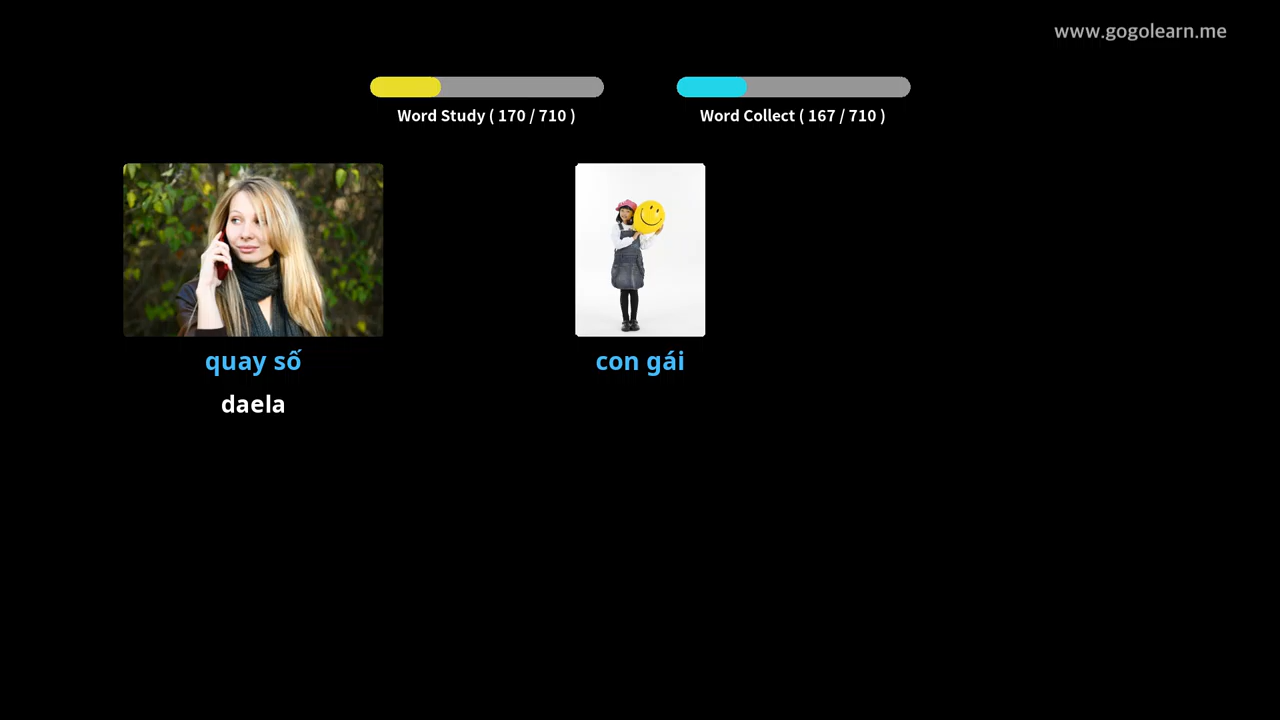 www.gogolearn.me
Word Study ( 170 / 710 )
Word Collect ( 167 / 710 )
quay số
con gái
daela